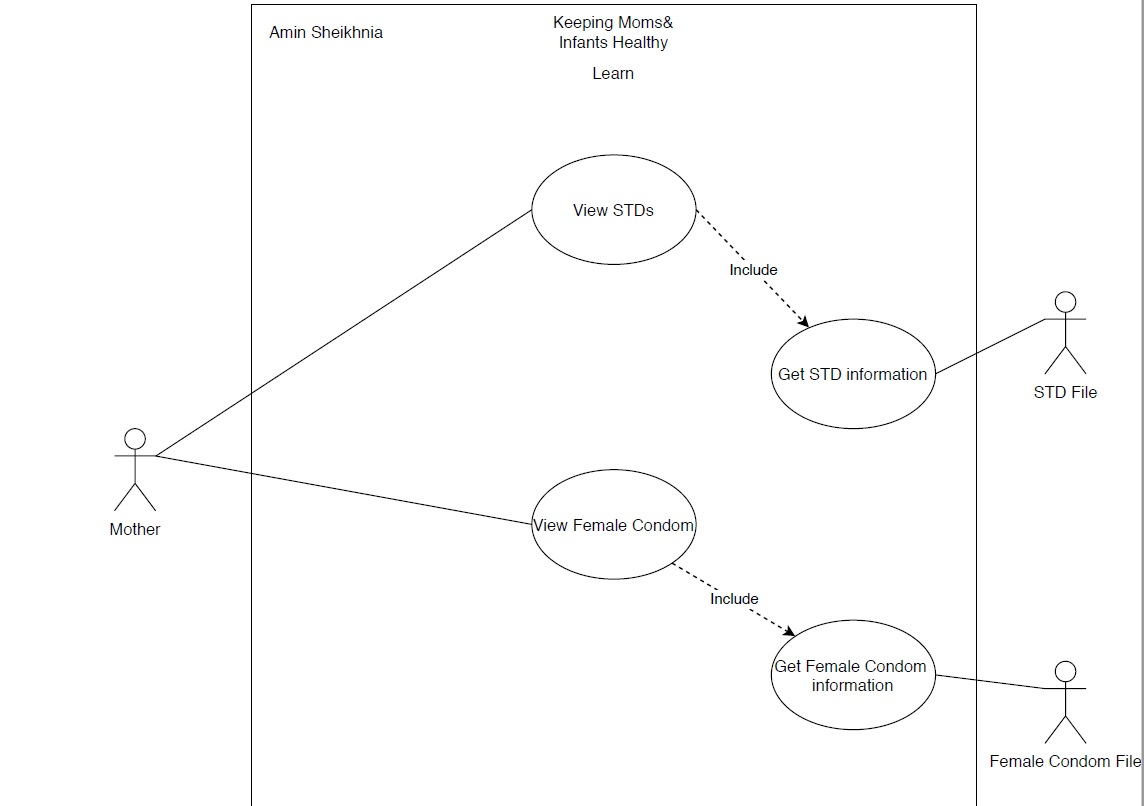 Amin Sheikhnia
Keeping Moms&
Infants Healthy
Learn
View STDs
Include
Get STD information
STD File
Mother
View Female Condom
Include
Get Female Condom
information
Female Condom File